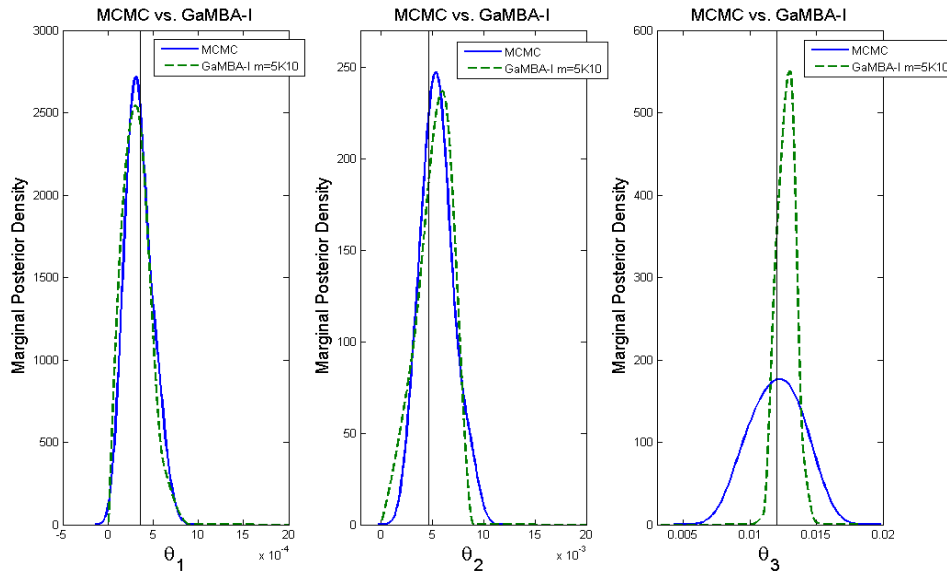 MCMC vs. GaMBA-I
3000
2500
2000
1500
1000
500
0
Marginal Posterior Density
MCMC
GaMBA-I m=5K10
-5
0
5
10
15
20
x 10^-4
θ_1
MCMC vs. GaMBA-I
250
200
150
100
50
0
Marginal Posterior Density
MCMC
GaMBA-I m=5K10
0
5
10
15
20
x 10^-3
θ_2
MCMC vs. GaMBA-I
600
500
400
300
200
100
0
Marginal Posterior Density
MCMC
GaMBA-I m=5K10
0.005
0.01
0.015
0.02
θ_3